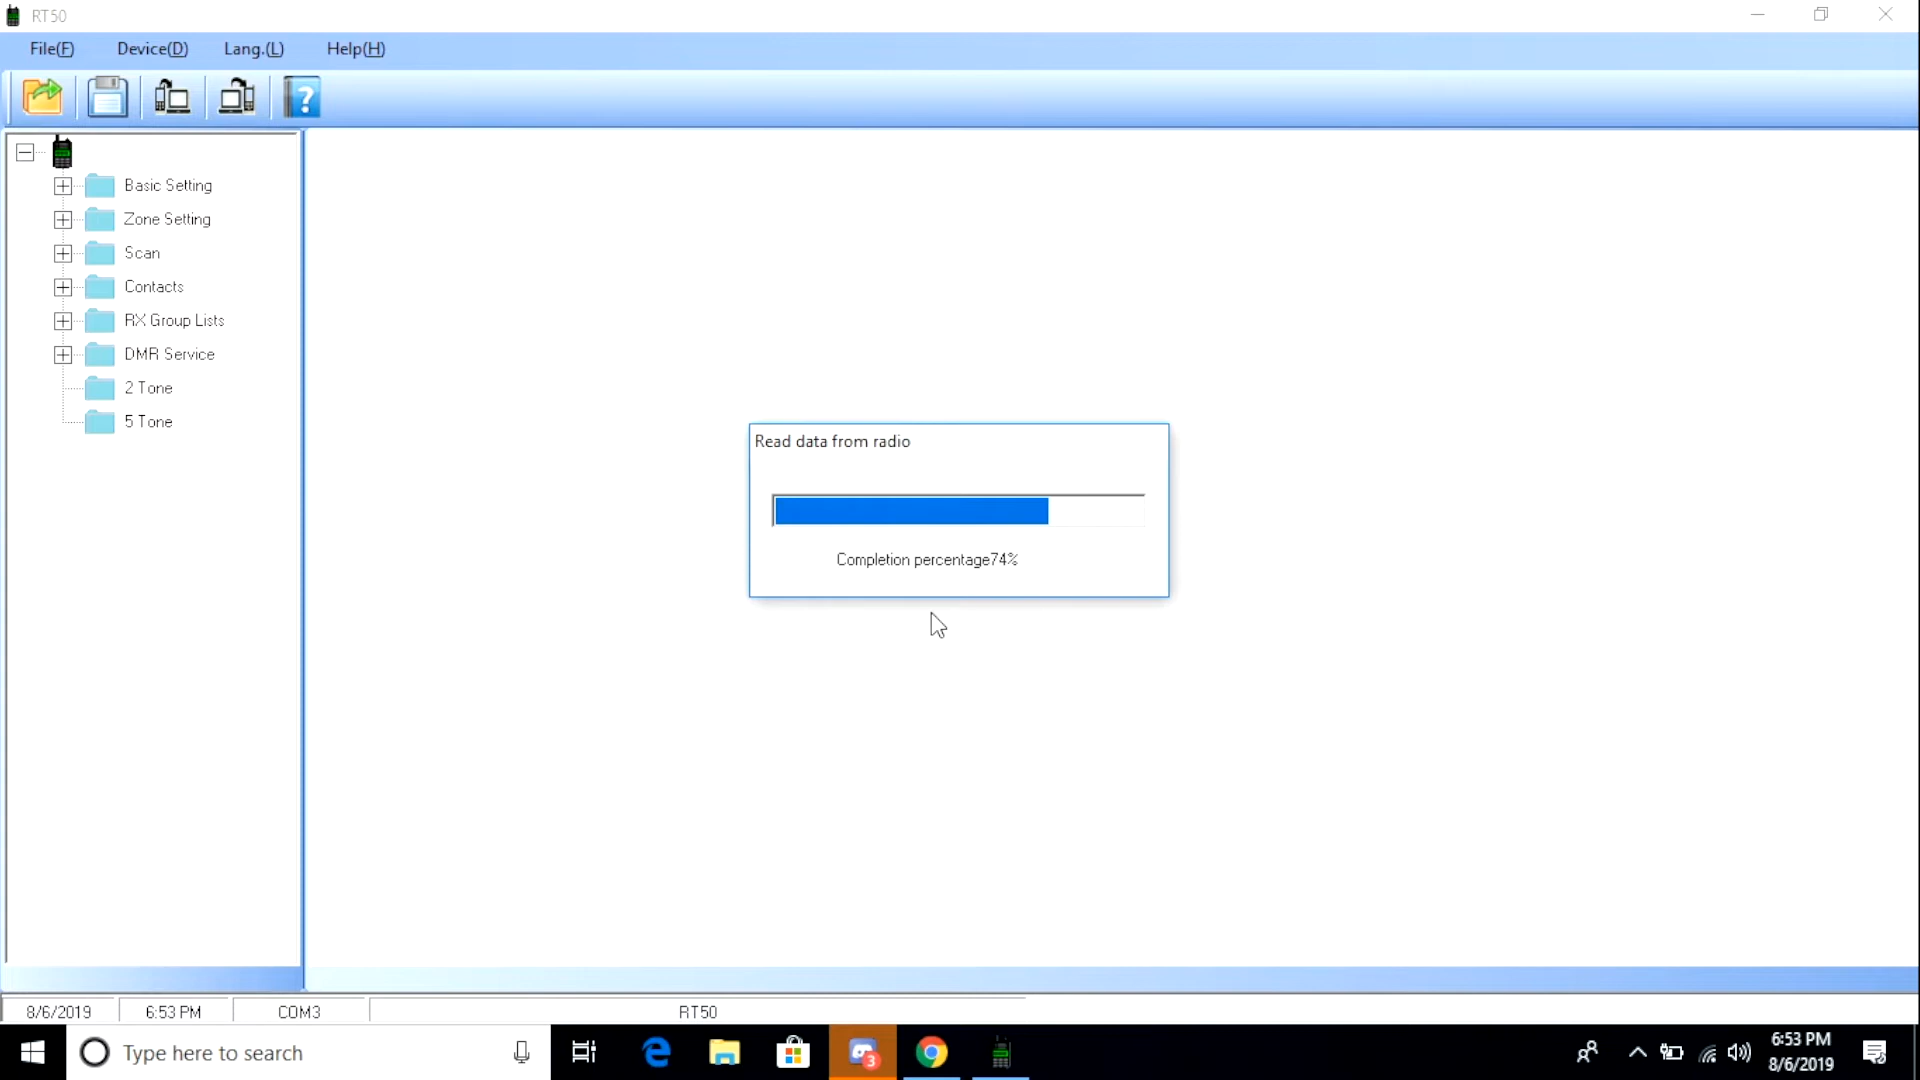 RT50
File(F) Device(D) Lang.(L) Help(H)
?
Basic Setting
Zone Setting
Scan
Contacts
RX Group Lists
DMR Service
2 Tone
5 Tone
Read data from radio
Completion percentage74%
8/6/2019 6:53 PM COM3 RT50
Type here to search
3
6:53 PM
8/6/2019